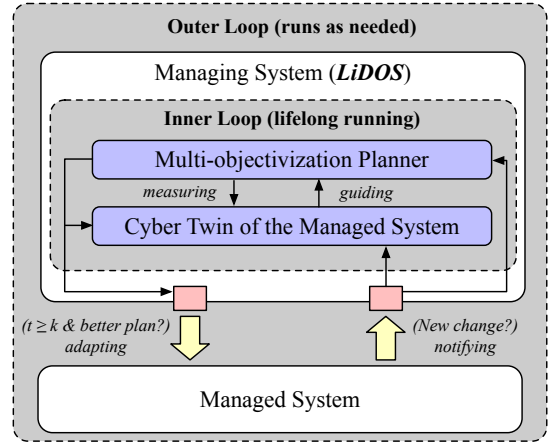 Outer Loop (runs as needed)
Managing System (LiDOS)
Inner Loop (lifelong running)
Multi-objectivization Planner
measuring guiding
Cyber Twin of the Managed System
(t ≥ k & better plan?) (New change?)
adapting notifying
Managed System